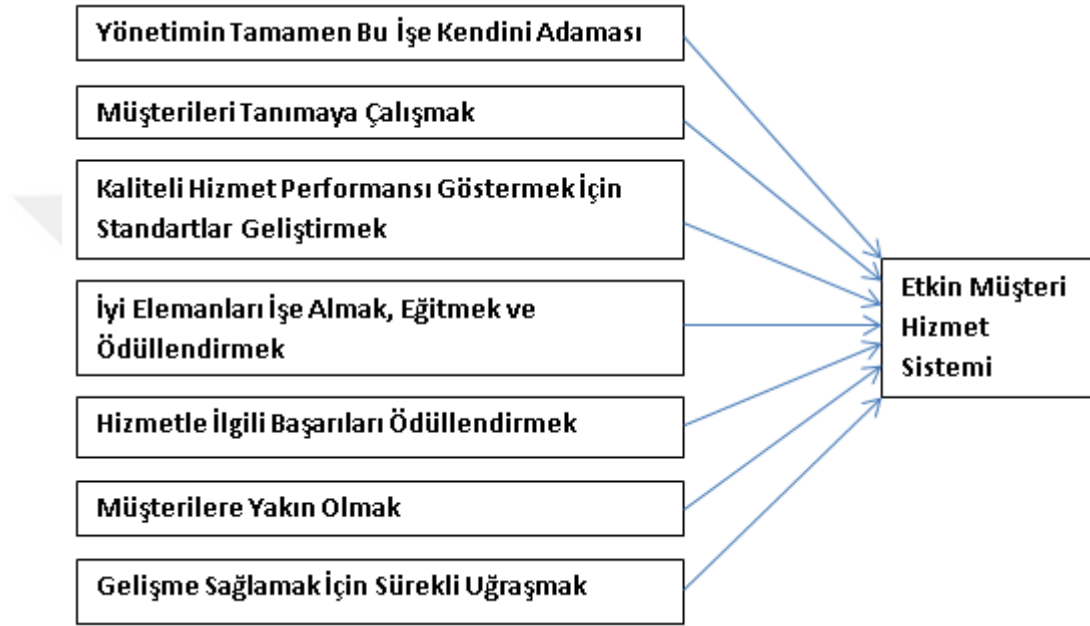 Yönetimin Tamamen Bu İşe Kendini Adaması
Müşterileri Tanımaya Çalışmak
Kaliteli Hizmet Performansı Göstermek İçin
Standartlar Geliştirmek
İyi Elemanları İşe Almak, Eğitmek ve
Ödüllendirmek
Hizmetle İlgili Başarıları Ödüllendirmek
Müşterilere Yakın Olmak
Gelişme Sağlamak İçin Sürekli Uğraşmak
Etkin Müşteri
Hizmet
Sistemi